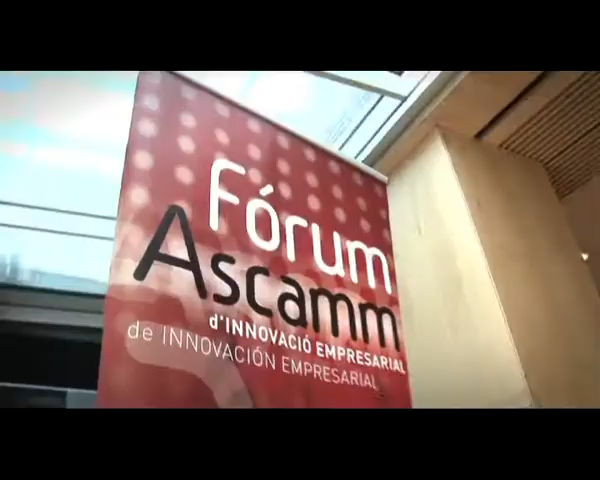 Fórum
Ascamm
d'INNOVACIÓ EMPRESARIAL
de INNOVACIÓN EMPRESARIAL